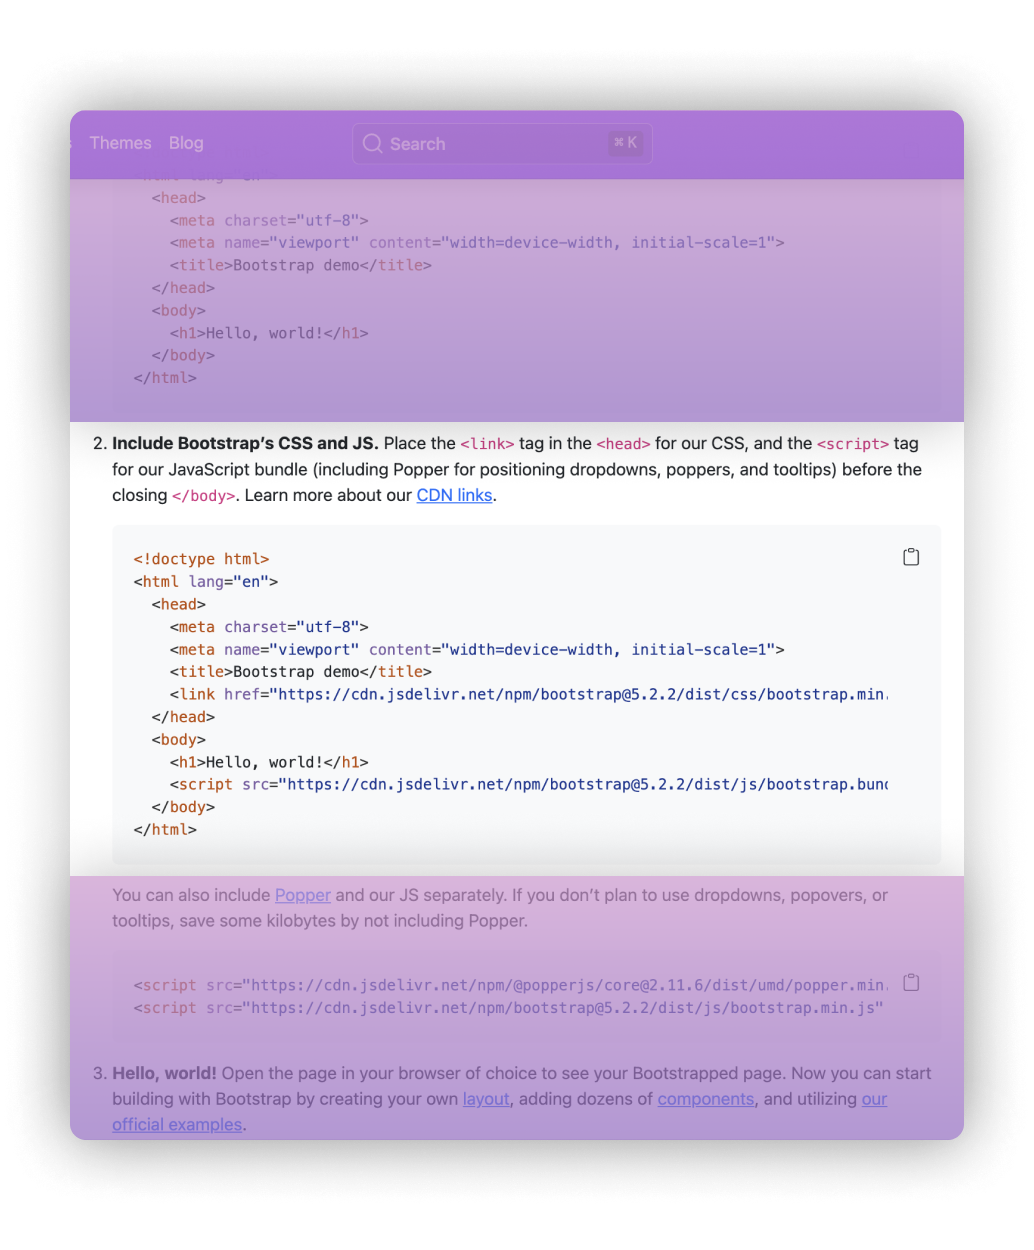 Themes Blog Search ⌘ K
<head>
<meta charset="utf-8">
<meta name="viewport" content="width=device-width, initial-scale=1">
<title>Bootstrap demo</title>
</head>
<body>
<h1>Hello, world!</h1>
</body>
</html>
2. Include Bootstrap’s CSS and JS. Place the <link> tag in the <head> for our CSS, and the <script> tag
for our JavaScript bundle (including Popper for positioning dropdowns, poppers, and tooltips) before the
closing </body>. Learn more about our CDN links.
<!doctype html>
<html lang="en">
<head>
<meta charset="utf-8">
<meta name="viewport" content="width=device-width, initial-scale=1">
<title>Bootstrap demo</title>
<link href="https://cdn.jsdelivr.net/npm/bootstrap@5.2.2/dist/css/bootstrap.min.
</head>
<body>
<h1>Hello, world!</h1>
<script src="https://cdn.jsdelivr.net/npm/bootstrap@5.2.2/dist/js/bootstrap.bund
</body>
</html>
You can also include Popper and our JS separately. If you don’t plan to use dropdowns, popovers, or
tooltips, save some kilobytes by not including Popper.
<script src="https://cdn.jsdelivr.net/npm/@popperjs/core@2.11.6/dist/umd/popper.min.
<script src="https://cdn.jsdelivr.net/npm/bootstrap@5.2.2/dist/js/bootstrap.min.js"
3. Hello, world! Open the page in your browser of choice to see your Bootstrapped page. Now you can start
building with Bootstrap by creating your own layout, adding dozens of components, and utilizing our
official examples.